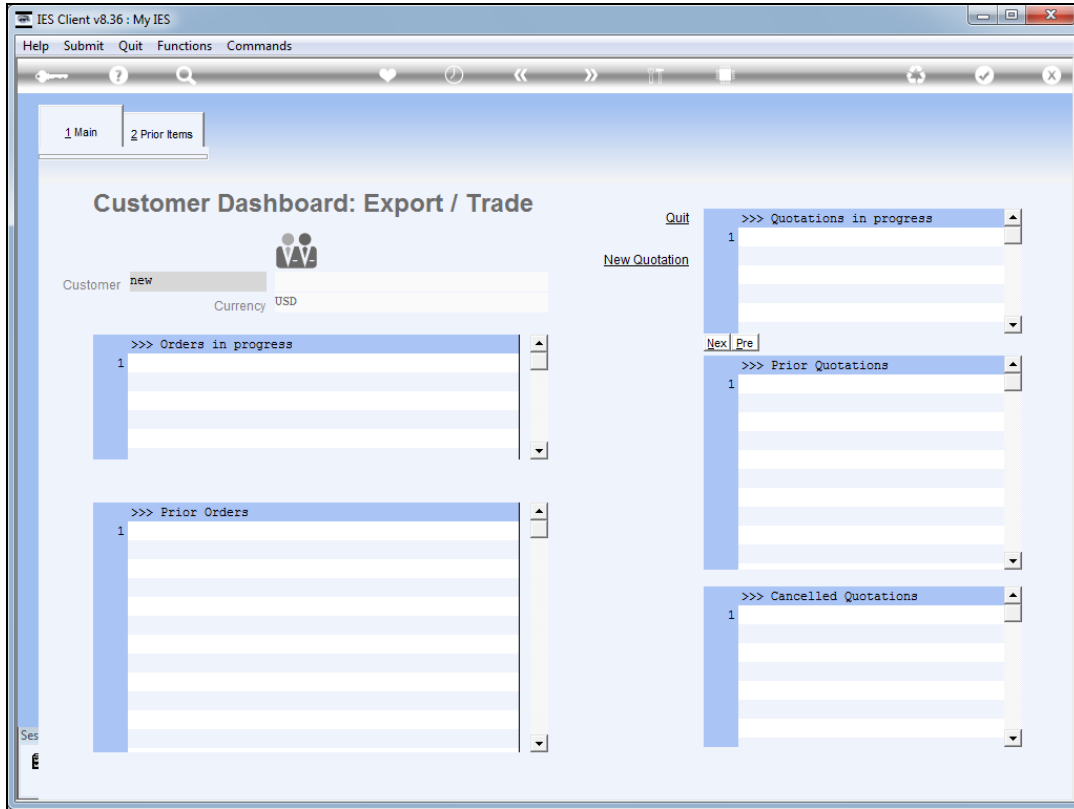 IES Client v8.36 : My IES
Help Submit Quit Functions Commands
1 Main
2 Prior Items
Customer Dashboard: Export / Trade
Customer new
Currency USD
Quit
New Quotation
>>> Quotations in progress
1
Nex Pre
>>> Orders in progress
1
>>> Prior Quotations
1
>>> Prior Orders
1
>>> Cancelled Quotations
1
Ses